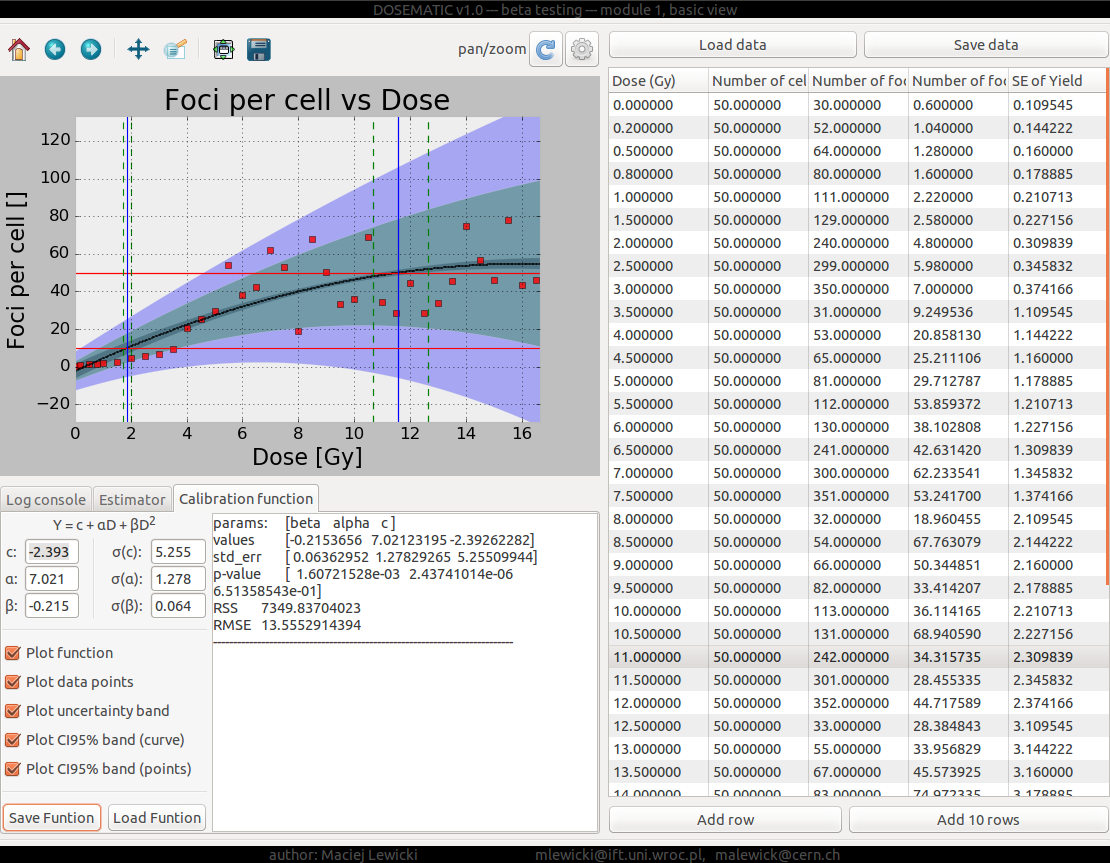 DOSEMATIC v1.0 — beta testing — module 1, basic view
pan/zoom
Load data
Save data
Foci per cell vs Dose
Foci per cell []
120
100
80
60
40
20
0
−20
0 2 4 6 8 10 12 14 16
Dose [Gy]
Dose (Gy) Number of cel Number of foc Number of foc SE of Yield
0.000000 50.000000 30.000000 0.600000 0.109545
0.200000 50.000000 52.000000 1.040000 0.144222
0.500000 50.000000 64.000000 1.280000 0.160000
0.800000 50.000000 80.000000 1.600000 0.178885
1.000000 50.000000 111.000000 2.220000 0.210713
1.500000 50.000000 129.000000 2.580000 0.227156
2.000000 50.000000 240.000000 4.800000 0.309839
2.500000 50.000000 299.000000 5.980000 0.345832
3.000000 50.000000 350.000000 7.000000 0.374166
3.500000 50.000000 31.000000 9.249536 1.109545
4.000000 50.000000 53.000000 20.858130 1.144222
4.500000 50.000000 65.000000 25.211106 1.160000
5.000000 50.000000 81.000000 29.712787 1.178885
5.500000 50.000000 112.000000 53.859372 1.210713
6.000000 50.000000 130.000000 38.102808 1.227156
6.500000 50.000000 241.000000 42.631420 1.309839
7.000000 50.000000 300.000000 62.233541 1.345832
7.500000 50.000000 351.000000 53.241700 1.374166
8.000000 50.000000 32.000000 18.960455 2.109545
8.500000 50.000000 54.000000 67.763079 2.144222
9.000000 50.000000 66.000000 50.344851 2.160000
9.500000 50.000000 82.000000 33.414207 2.178885
10.000000 50.000000 113.000000 36.114165 2.210713
10.500000 50.000000 131.000000 68.940590 2.227156
11.000000 50.000000 242.000000 34.315735 2.309839
11.500000 50.000000 301.000000 28.455335 2.345832
12.000000 50.000000 352.000000 44.717589 2.374166
12.500000 50.000000 33.000000 28.384843 3.109545
13.000000 50.000000 55.000000 33.956829 3.144222
13.500000 50.000000 67.000000 45.573925 3.160000
14.000000 50.000000 83.000000 74.972335 3.178885
Add row
Add 10 rows
Log console
Estimator
Calibration function
Y = c + αD + βD²
c: -2.393 σ(c): 5.255
α: 7.021 σ(α): 1.278
β: -0.215 σ(β): 0.064
Plot function
Plot data points
Plot uncertainty band
Plot CI95% band (curve)
Plot CI95% band (points)
Save Funtion
Load Funtion
params: [beta alpha c]
values [-0.2153656 7.02123195 -2.39262282]
std_err [ 0.06362952 1.27829265 5.25509944]
p-value [ 1.60721528e-03 2.43741014e-06
6.51358543e-01]
RSS 7349.83704023
RMSE 13.5552914394
author: Maciej Lewicki
mlewicki@ift.uni.wroc.pl, malewick@cern.ch